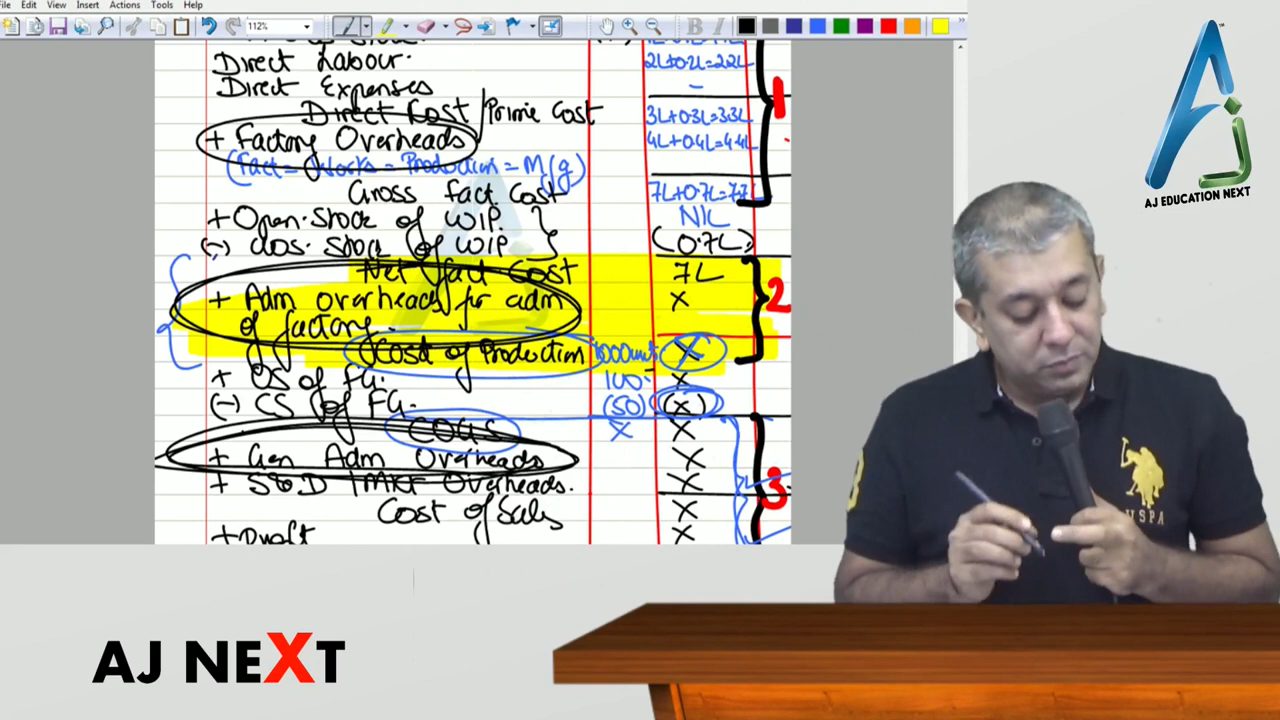 File Edit View Insert Actions Tools Help
112%
Direct Labour. 2L+0.2L=2.2L
Direct Expenses –
Direct Cost / Prime Cost 3L+0.3L=3.3L
+ Factory Overheads 4L+0.4L=4.4L
(Fact = Works = Production = M/g)
Gross fact Cost 7L+0.7L=7.7
+ Open. Stock of WIP. NIL
(-) Clos. Stock of WIP (0.7L)
Net fact Cost 7L
+ Adm overheads for adm x
of factory
Cost of Production 1000 unit X
+ OS of FG. 100 x
(-) CS of FG. (50) (x)
COGS X X
+ Gen Adm Overheads X
+ S&D / MKT Overheads. X
Cost of Sales X
+ X
1
2
3
AJ EDUCATION NEXT
U.S. POLO
USPA
3
AJ NEXT